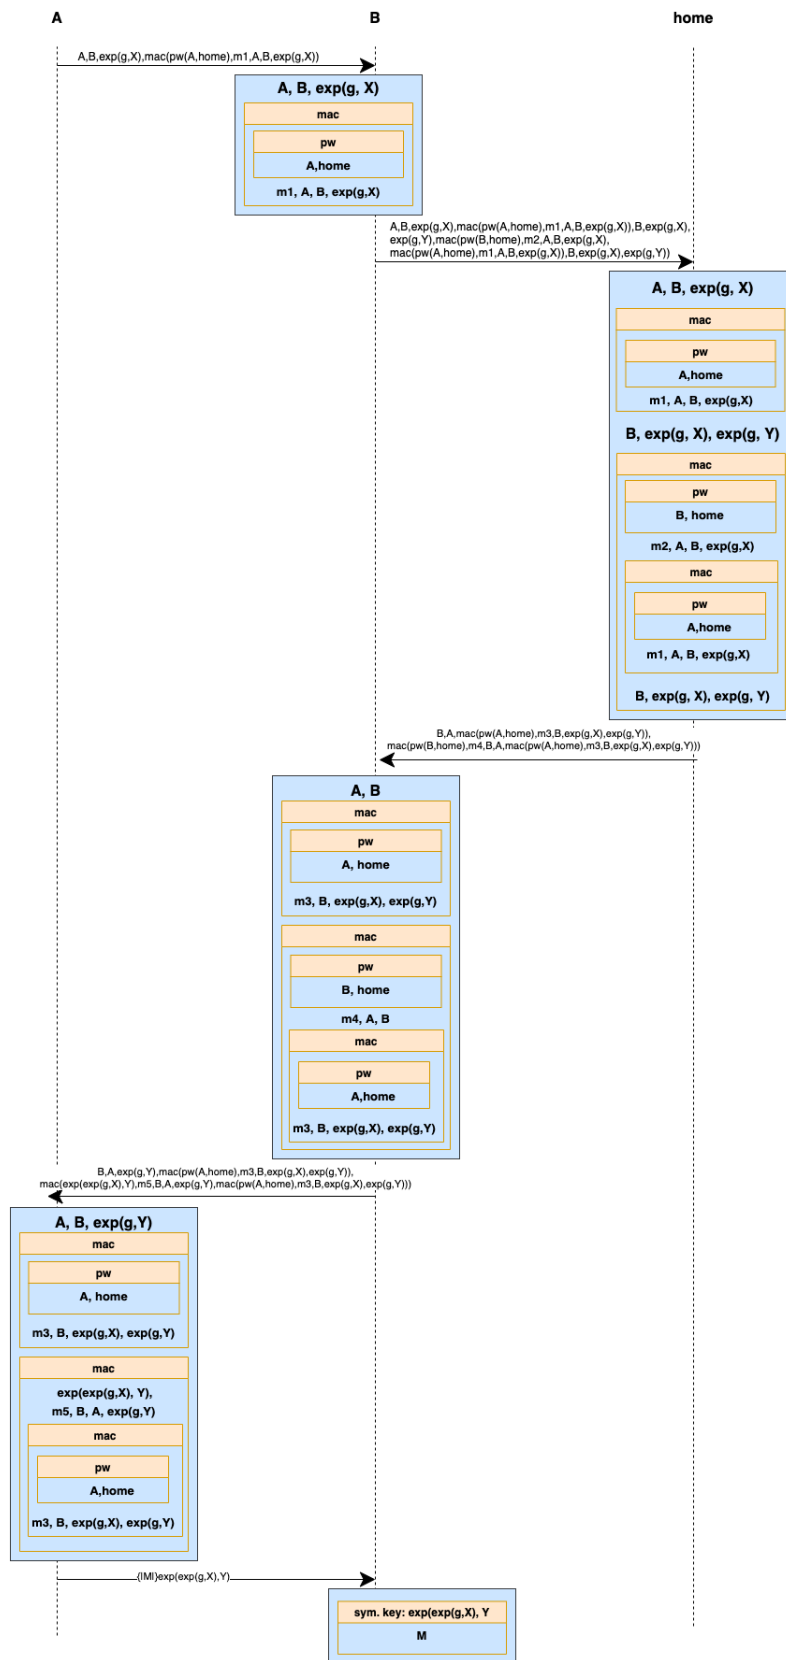 A
B
home
A,B,exp(g,X),mac(pw(A,home),m1,A,B,exp(g,X))
A, B, exp(g, X)
mac
pw
A,home
m1, A, B, exp(g,X)
A,B,exp(g,X),mac(pw(A,home),m1,A,B,exp(g,X)),B,exp(g,X),
exp(g,Y),mac(pw(B,home),m2,A,B,exp(g,X),
mac(pw(A,home),m1,A,B,exp(g,X)),B,exp(g,X),exp(g,Y))
A, B, exp(g, X)
mac
pw
A,home
m1, A, B, exp(g,X)
B, exp(g, X), exp(g, Y)
mac
pw
B, home
m2, A, B, exp(g,X)
mac
pw
A,home
m1, A, B, exp(g,X)
B, exp(g, X), exp(g, Y)
B,A,mac(pw(A,home),m3,B,exp(g,X),exp(g,Y)),
mac(pw(B,home),m4,B,A,mac(pw(A,home),m3,B,exp(g,X),exp(g,Y)))
A, B
mac
pw
A, home
m3, B, exp(g,X), exp(g,Y)
mac
pw
B, home
m4, A, B
mac
pw
A,home
m3, B, exp(g,X), exp(g,Y)
B,A,exp(g,Y),mac(pw(A,home),m3,B,exp(g,X),exp(g,Y)),
mac(exp(exp(g,X),Y),m5,B,A,exp(g,Y),mac(pw(A,home),m3,B,exp(g,X),exp(g,Y)))
A, B, exp(g,Y)
mac
pw
A, home
m3, B, exp(g,X), exp(g,Y)
mac
exp(exp(g,X), Y),
m5, B, A, exp(g,Y)
mac
pw
A,home
m3, B, exp(g,X), exp(g,Y)
{|M|}exp(exp(g,X),Y)
sym. key: exp(exp(g,X), Y
M